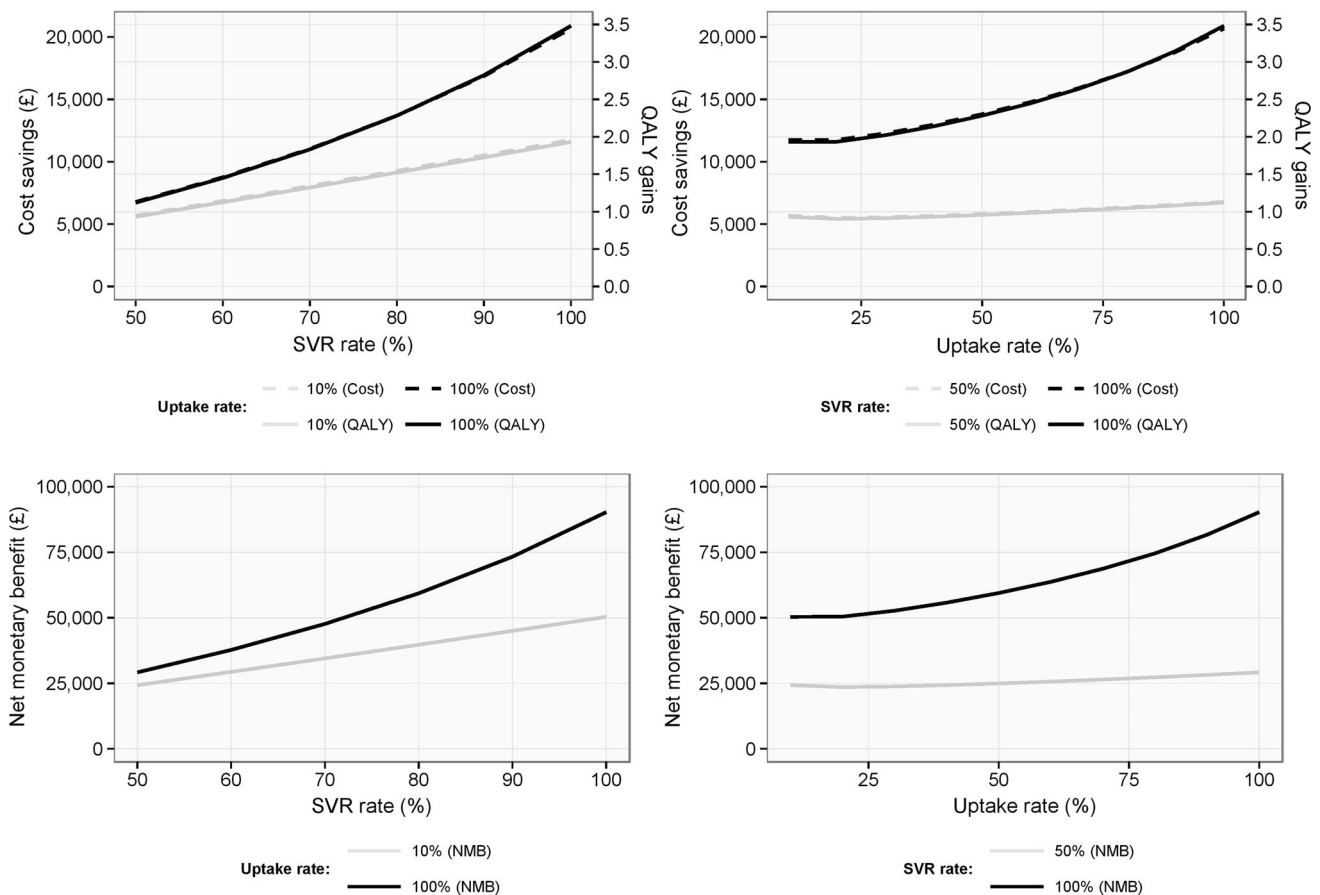 Cost savings (£)
20,000
15,000
10,000
5,000
0
3.5
3.0
2.5
2.0
1.5
1.0
0.5
0.0
QALY gains
50 60 70 80 90 100
SVR rate (%)
Uptake rate:
10% (Cost) 100% (Cost)
10% (QALY) 100% (QALY)
Cost savings (£)
20,000
15,000
10,000
5,000
0
3.5
3.0
2.5
2.0
1.5
1.0
0.5
0.0
QALY gains
25 50 75 100
Uptake rate (%)
SVR rate:
50% (Cost) 100% (Cost)
50% (QALY) 100% (QALY)
Net monetary benefit (£)
100,000
75,000
50,000
25,000
0
50 60 70 80 90 100
SVR rate (%)
Uptake rate:
10% (NMB)
100% (NMB)
Net monetary benefit (£)
100,000
75,000
50,000
25,000
0
25 50 75 100
Uptake rate (%)
SVR rate:
50% (NMB)
100% (NMB)